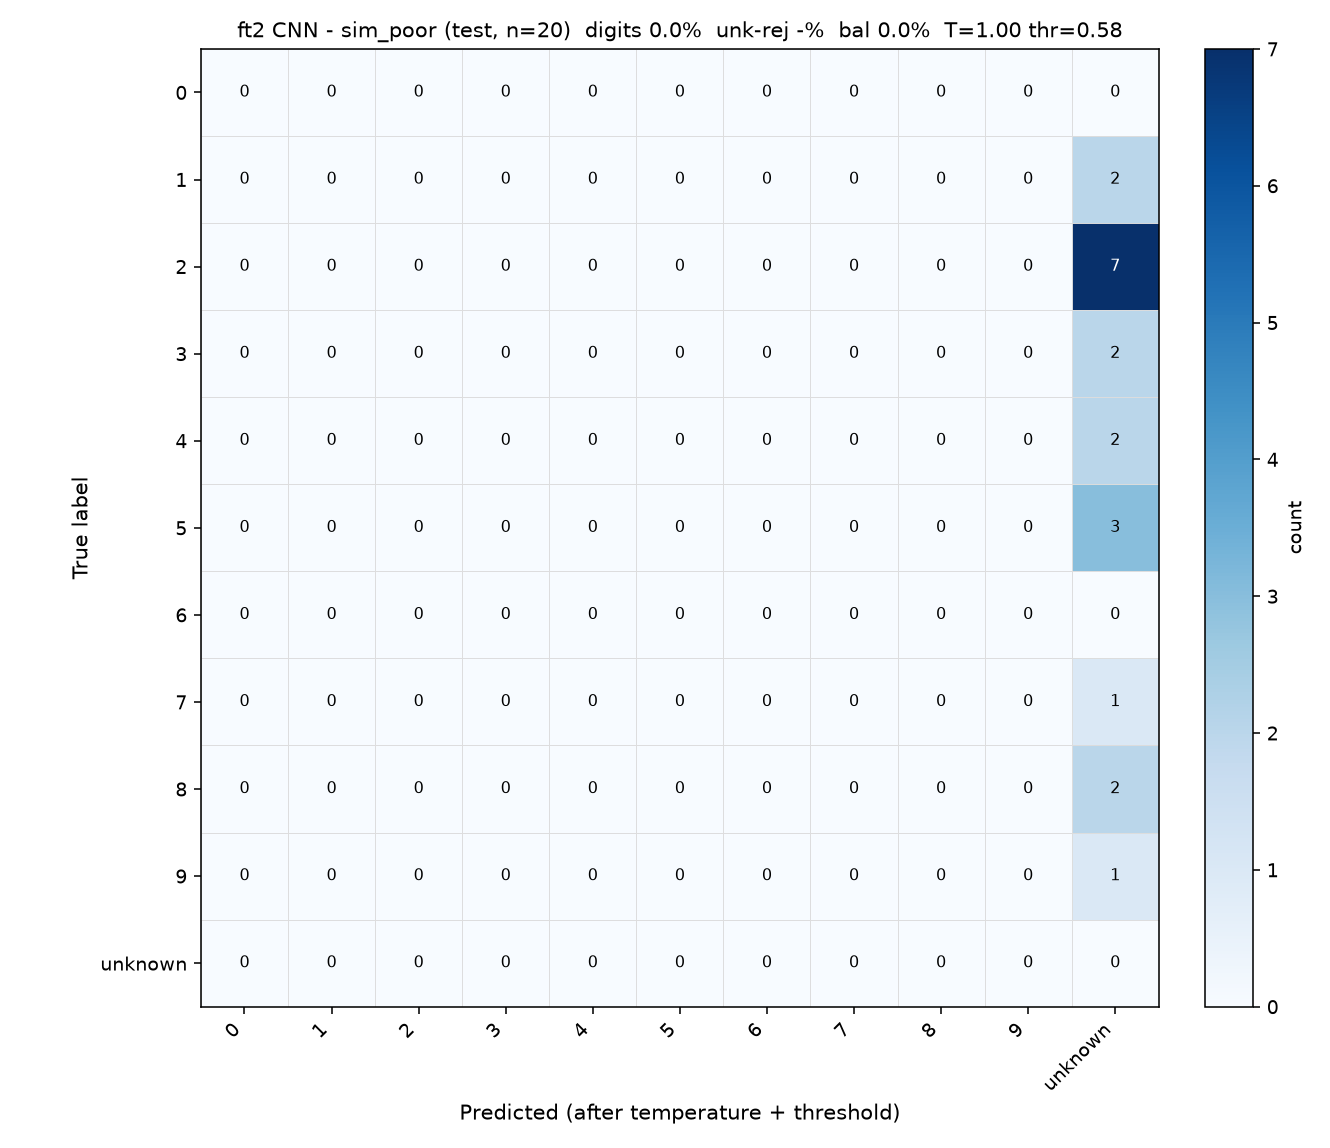 ft2 CNN - sim_poor (test, n=20)  digits 0.0%  unk-rej -%  bal 0.0%  T=1.00 thr=0.58
0 0 0 0 0 0 0 0 0 0 0 0
1 0 0 0 0 0 0 0 0 0 0 2
2 0 0 0 0 0 0 0 0 0 0 7
3 0 0 0 0 0 0 0 0 0 0 2
4 0 0 0 0 0 0 0 0 0 0 2
5 0 0 0 0 0 0 0 0 0 0 3
6 0 0 0 0 0 0 0 0 0 0 0
7 0 0 0 0 0 0 0 0 0 0 1
8 0 0 0 0 0 0 0 0 0 0 2
9 0 0 0 0 0 0 0 0 0 0 1
unknown 0 0 0 0 0 0 0 0 0 0 0
0 1 2 3 4 5 6 7 8 9 unknown
Predicted (after temperature + threshold)
True label
7
6
5
4
3
2
1
0
count